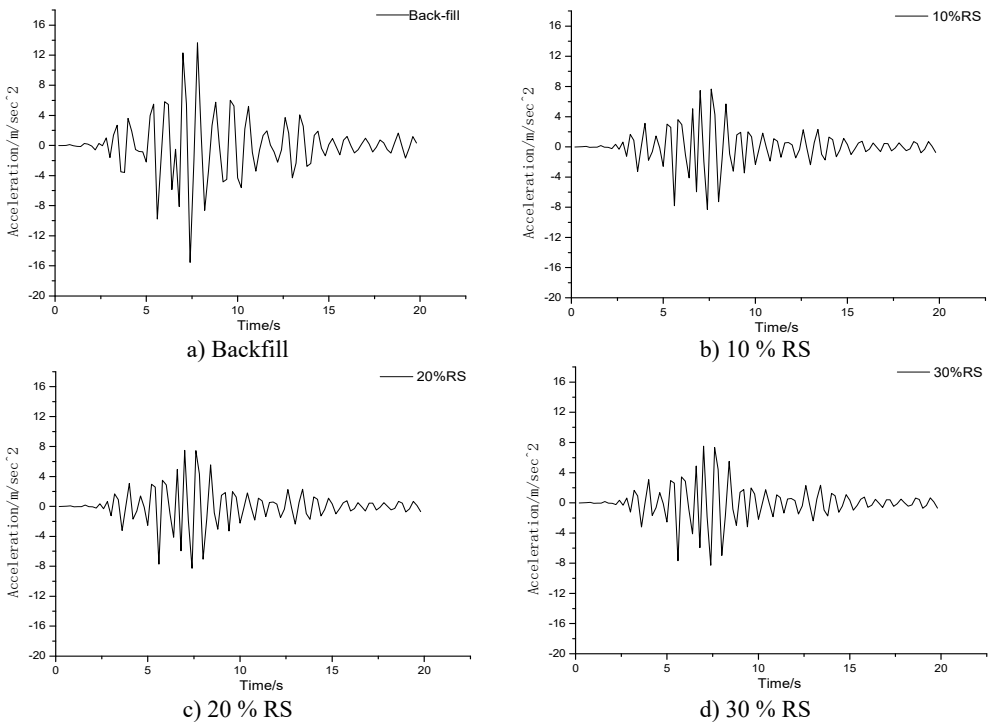 Back-fill
16
12
8
4
0
-4
-8
-12
-16
-20
0 5 10 15 20
Acceleration/m/sec^2
Time/s
a) Backfill
10%RS
16
12
8
4
0
-4
-8
-12
-16
-20
0 5 10 15 20
Acceleration/m/sec^2
Time/s
b) 10 % RS
20%RS
16
12
8
4
0
-4
-8
-12
-16
-20
0 5 10 15 20
Acceleration/m/sec^2
Time/s
c) 20 % RS
30%RS
16
12
8
4
0
-4
-8
-12
-16
-20
0 5 10 15 20
Acceleration/m/sec^2
Time/s
d) 30 % RS